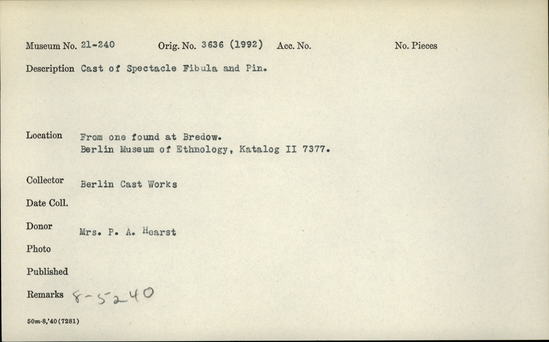 Museum No. 21-240 Orig. No. 3636 (1992) Acc. No. No. Pieces
Description Cast of Spectacle Fibula and Pin.
Location From one found at Bredow.
Berlin Museum of Ethnology, Katalog II 7377.
Collector Berlin Cast Works
Date Coll.
Donor Mrs. P. A. Hearst
Photo
Published
Remarks 8-5240
50m-8,'40(7281)